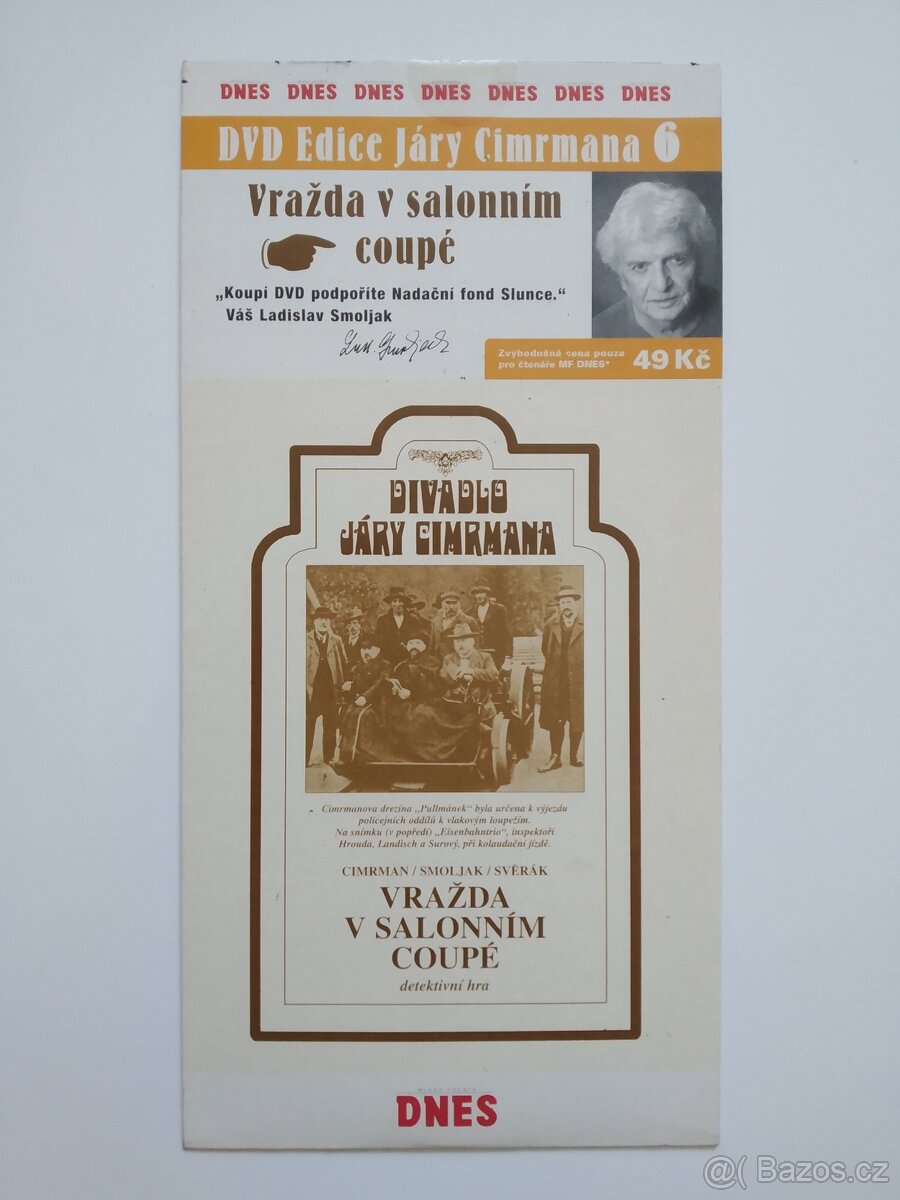 DNES DNES DNES DNES DNES DNES DNES
DVD Edice Járy Cimrmana 6
Vražda v salonním
coupé
„Koupí DVD podpoříte Nadační fond Slunce.“
Váš Ladislav Smoljak
Zvýhodněná cena pouze
pro čtenáře MF DNES*
49 Kč
DIVADLO
JÁRY CIMRMANA
Cimrmanova drezína „Pullmánek“ byla určena k výjezdu
policejních oddílů k vlakovým loupežím.
Na snímku (v popředí) „Eisenbahntrio“, inspektoři
Hrouda, Landisch a Surový, při kolaudační jízdě.
CIMRMAN / SMOLJAK / SVĚRÁK
VRAŽDA
V SALONNÍM
COUPÉ
detektivní hra
MLADÁ FRONTA
DNES
@( Bazos.cz